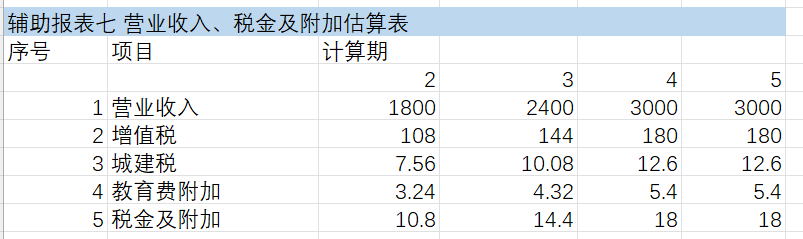 辅助报表七 营业收入、税金及附加估算表
序号 项目 计算期
2 3 4 5
1 营业收入 1800 2400 3000 3000
2 增值税 108 144 180 180
3 城建税 7.56 10.08 12.6 12.6
4 教育费附加 3.24 4.32 5.4 5.4
5 税金及附加 10.8 14.4 18 18